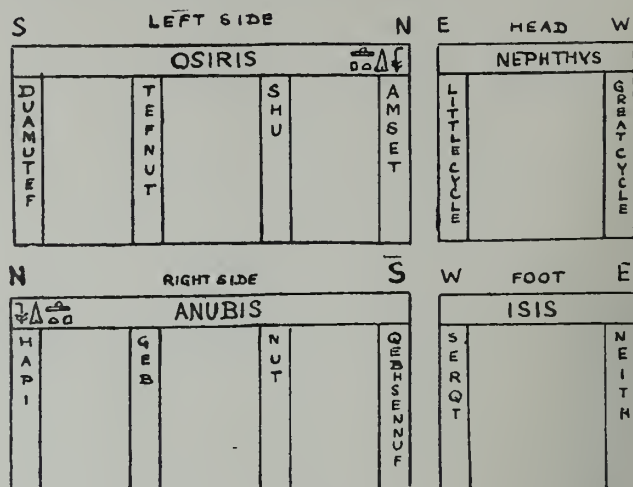 S LEFT SIDE N
OSIRIS
DUAMUTEF
TEFNUT
SHU
AMSET
E HEAD W
NEPHTHYS
LITTLE CYCLE
GREAT CYCLE
N RIGHT SIDE S
ANUBIS
HAPI
GEB
NUT
QEBHSENNUF
W FOOT E
ISIS
SERQT
NEITH